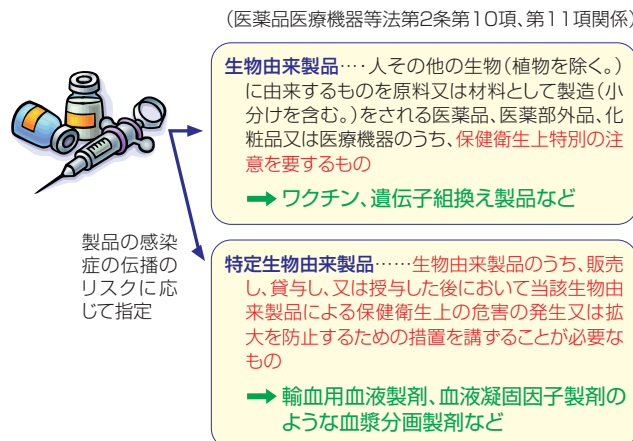 （医薬品医療機器等法第2条第10項、第11項関係）
生物由来製品‥‥人その他の生物（植物を除く。）
に由来するものを原料又は材料として製造（小
分けを含む。）をされる医薬品、医薬部外品、化
粧品又は医療機器のうち、保健衛生上特別の注
意を要するもの
➡ ワクチン、遺伝子組換え製品など
製品の感染
症の伝播の
リスクに応
じて指定
特定生物由来製品‥‥‥生物由来製品のうち、販売
し、貸与し、又は授与した後において当該生物由
来製品による保健衛生上の危害の発生又は拡
大を防止するための措置を講ずることが必要な
もの
➡ 輸血用血液製剤、血液凝固因子製剤の
ような血漿分画製剤など